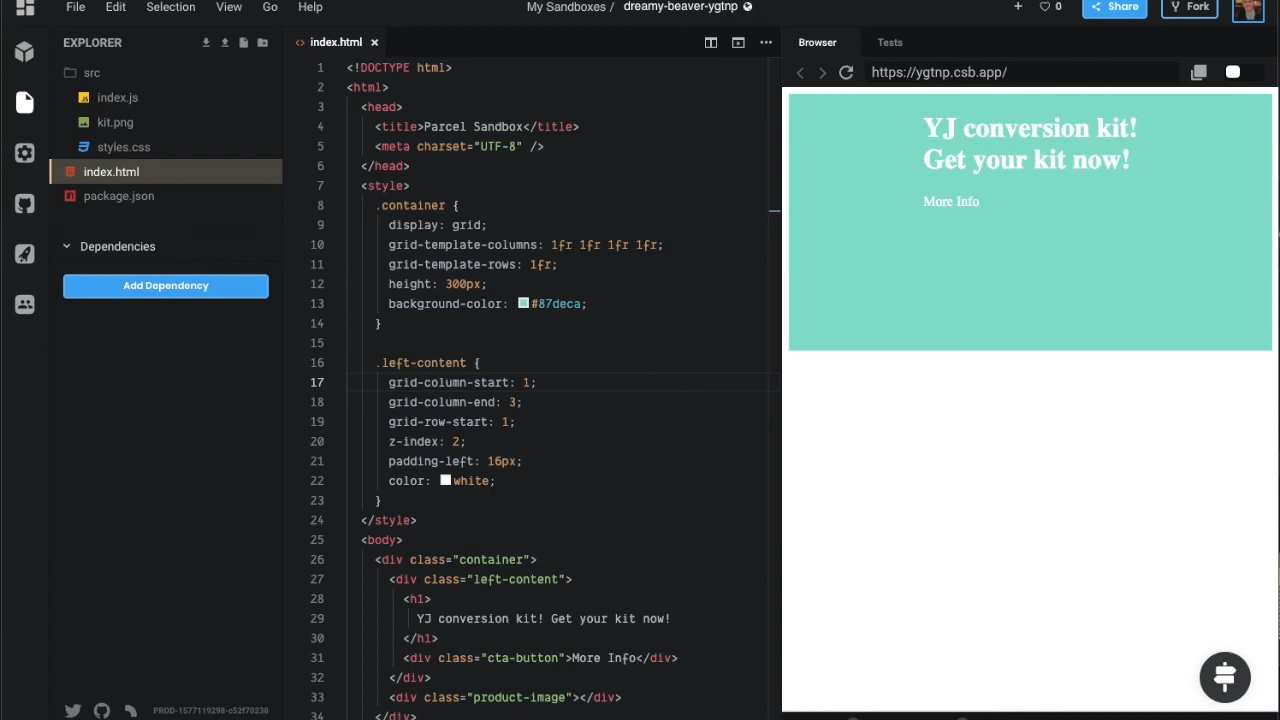 File Edit Selection View Go Help
My Sandboxes / dreamy-beaver-ygtnp
0 Share Fork
EXPLORER
src
index.js
kit.png
styles.css
index.html
package.json
Dependencies
Add Dependency
PROD-1577119298-c52f70238
index.html
1 <!DOCTYPE html>
2 <html>
3 <head>
4 <title>Parcel Sandbox</title>
5 <meta charset="UTF-8" />
6 </head>
7 <style>
8 .container {
9 display: grid;
10 grid-template-columns: 1fr 1fr 1fr 1fr;
11 grid-template-rows: 1fr;
12 height: 300px;
13 background-color: #87deca;
14 }
15
16 .left-content {
17 grid-column-start: 1;
18 grid-column-end: 3;
19 grid-row-start: 1;
20 z-index: 2;
21 padding-left: 16px;
22 color: white;
23 }
24 </style>
25 <body>
26 <div class="container">
27 <div class="left-content">
28 <h1>
29 YJ conversion kit! Get your kit now!
30 </h1>
31 <div class="cta-button">More Info</div>
32 </div>
33 <div class="product-image"></div>
34 </div>
Browser Tests
https://ygtnp.csb.app/
YJ conversion kit!
Get your kit now!
More Info